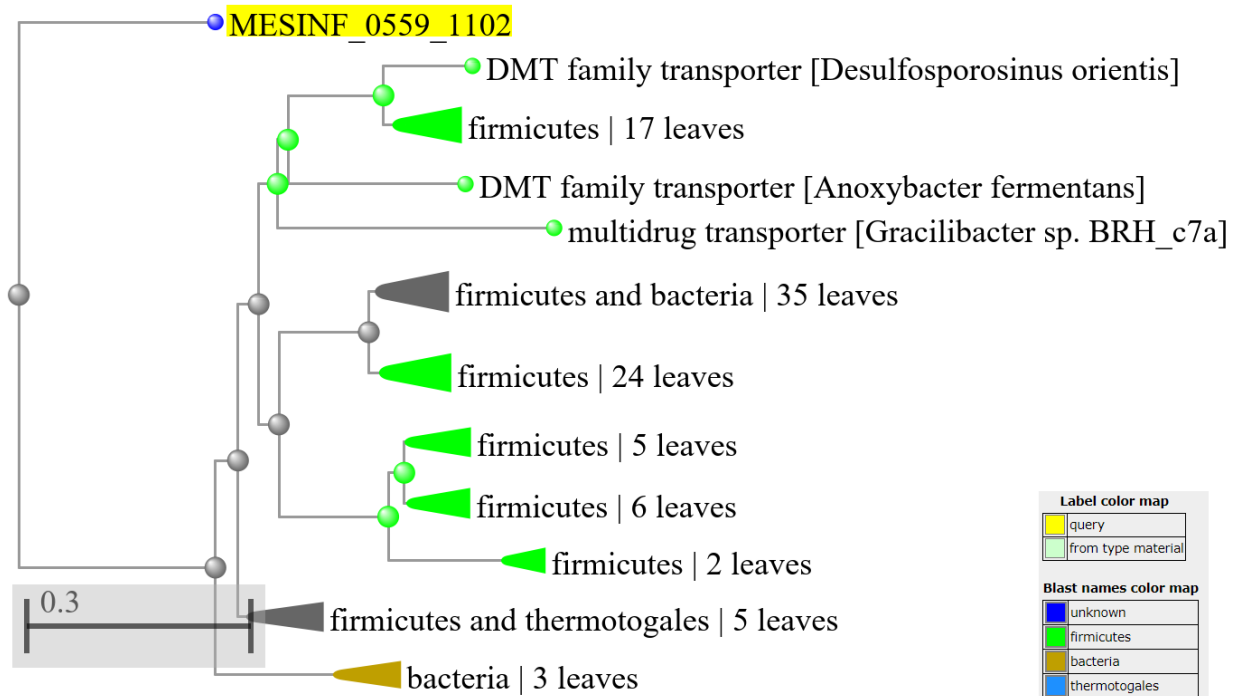 MESINF_0559_1102
DMT family transporter [Desulfosporosinus orientis]
firmicutes | 17 leaves
DMT family transporter [Anoxybacter fermentans]
multidrug transporter [Gracilibacter sp. BRH_c7a]
firmicutes and bacteria | 35 leaves
firmicutes | 24 leaves
firmicutes | 5 leaves
firmicutes | 6 leaves
firmicutes | 2 leaves
0.3
firmicutes and thermotogales | 5 leaves
bacteria | 3 leaves
Label color map
query
from type material
Blast names color map
unknown
firmicutes
bacteria
thermotogales